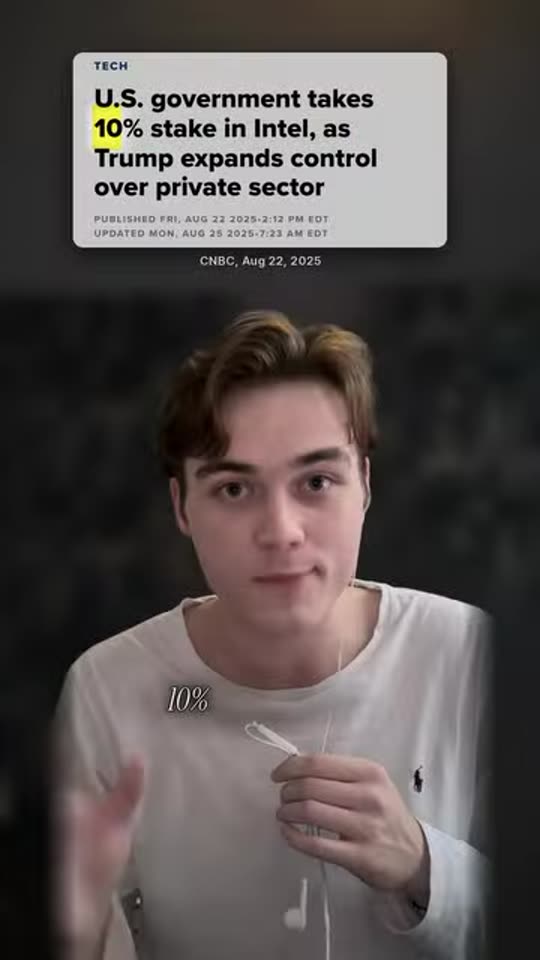 TECH
U.S. government takes
10% stake in Intel, as
Trump expands control
over private sector
PUBLISHED FRI, AUG 22 2025•2:12 PM EDT
UPDATED MON, AUG 25 2025•7:23 AM EDT
CNBC, Aug 22, 2025
10%